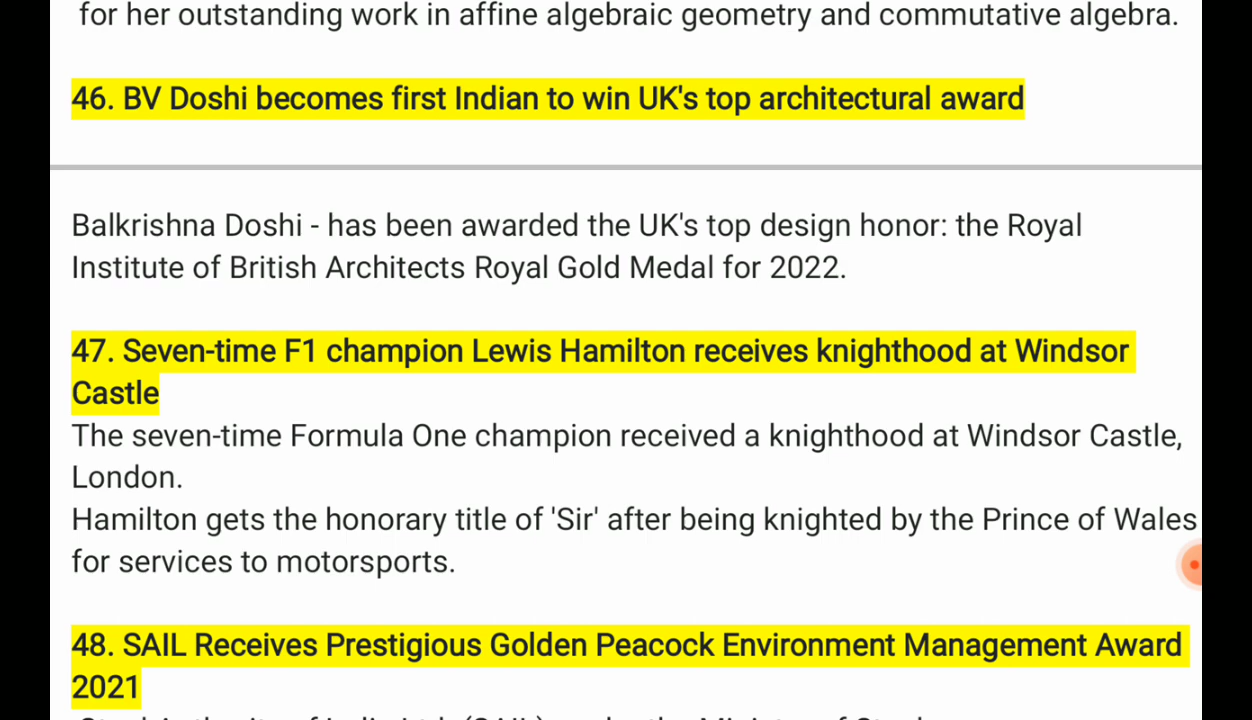 for her outstanding work in affine algebraic geometry and commutative algebra.
46. BV Doshi becomes first Indian to win UK's top architectural award
Balkrishna Doshi - has been awarded the UK's top design honor: the Royal
Institute of British Architects Royal Gold Medal for 2022.
47. Seven-time F1 champion Lewis Hamilton receives knighthood at Windsor
Castle
The seven-time Formula One champion received a knighthood at Windsor Castle,
London.
Hamilton gets the honorary title of 'Sir' after being knighted by the Prince of Wales
for services to motorsports.
48. SAIL Receives Prestigious Golden Peacock Environment Management Award
2021